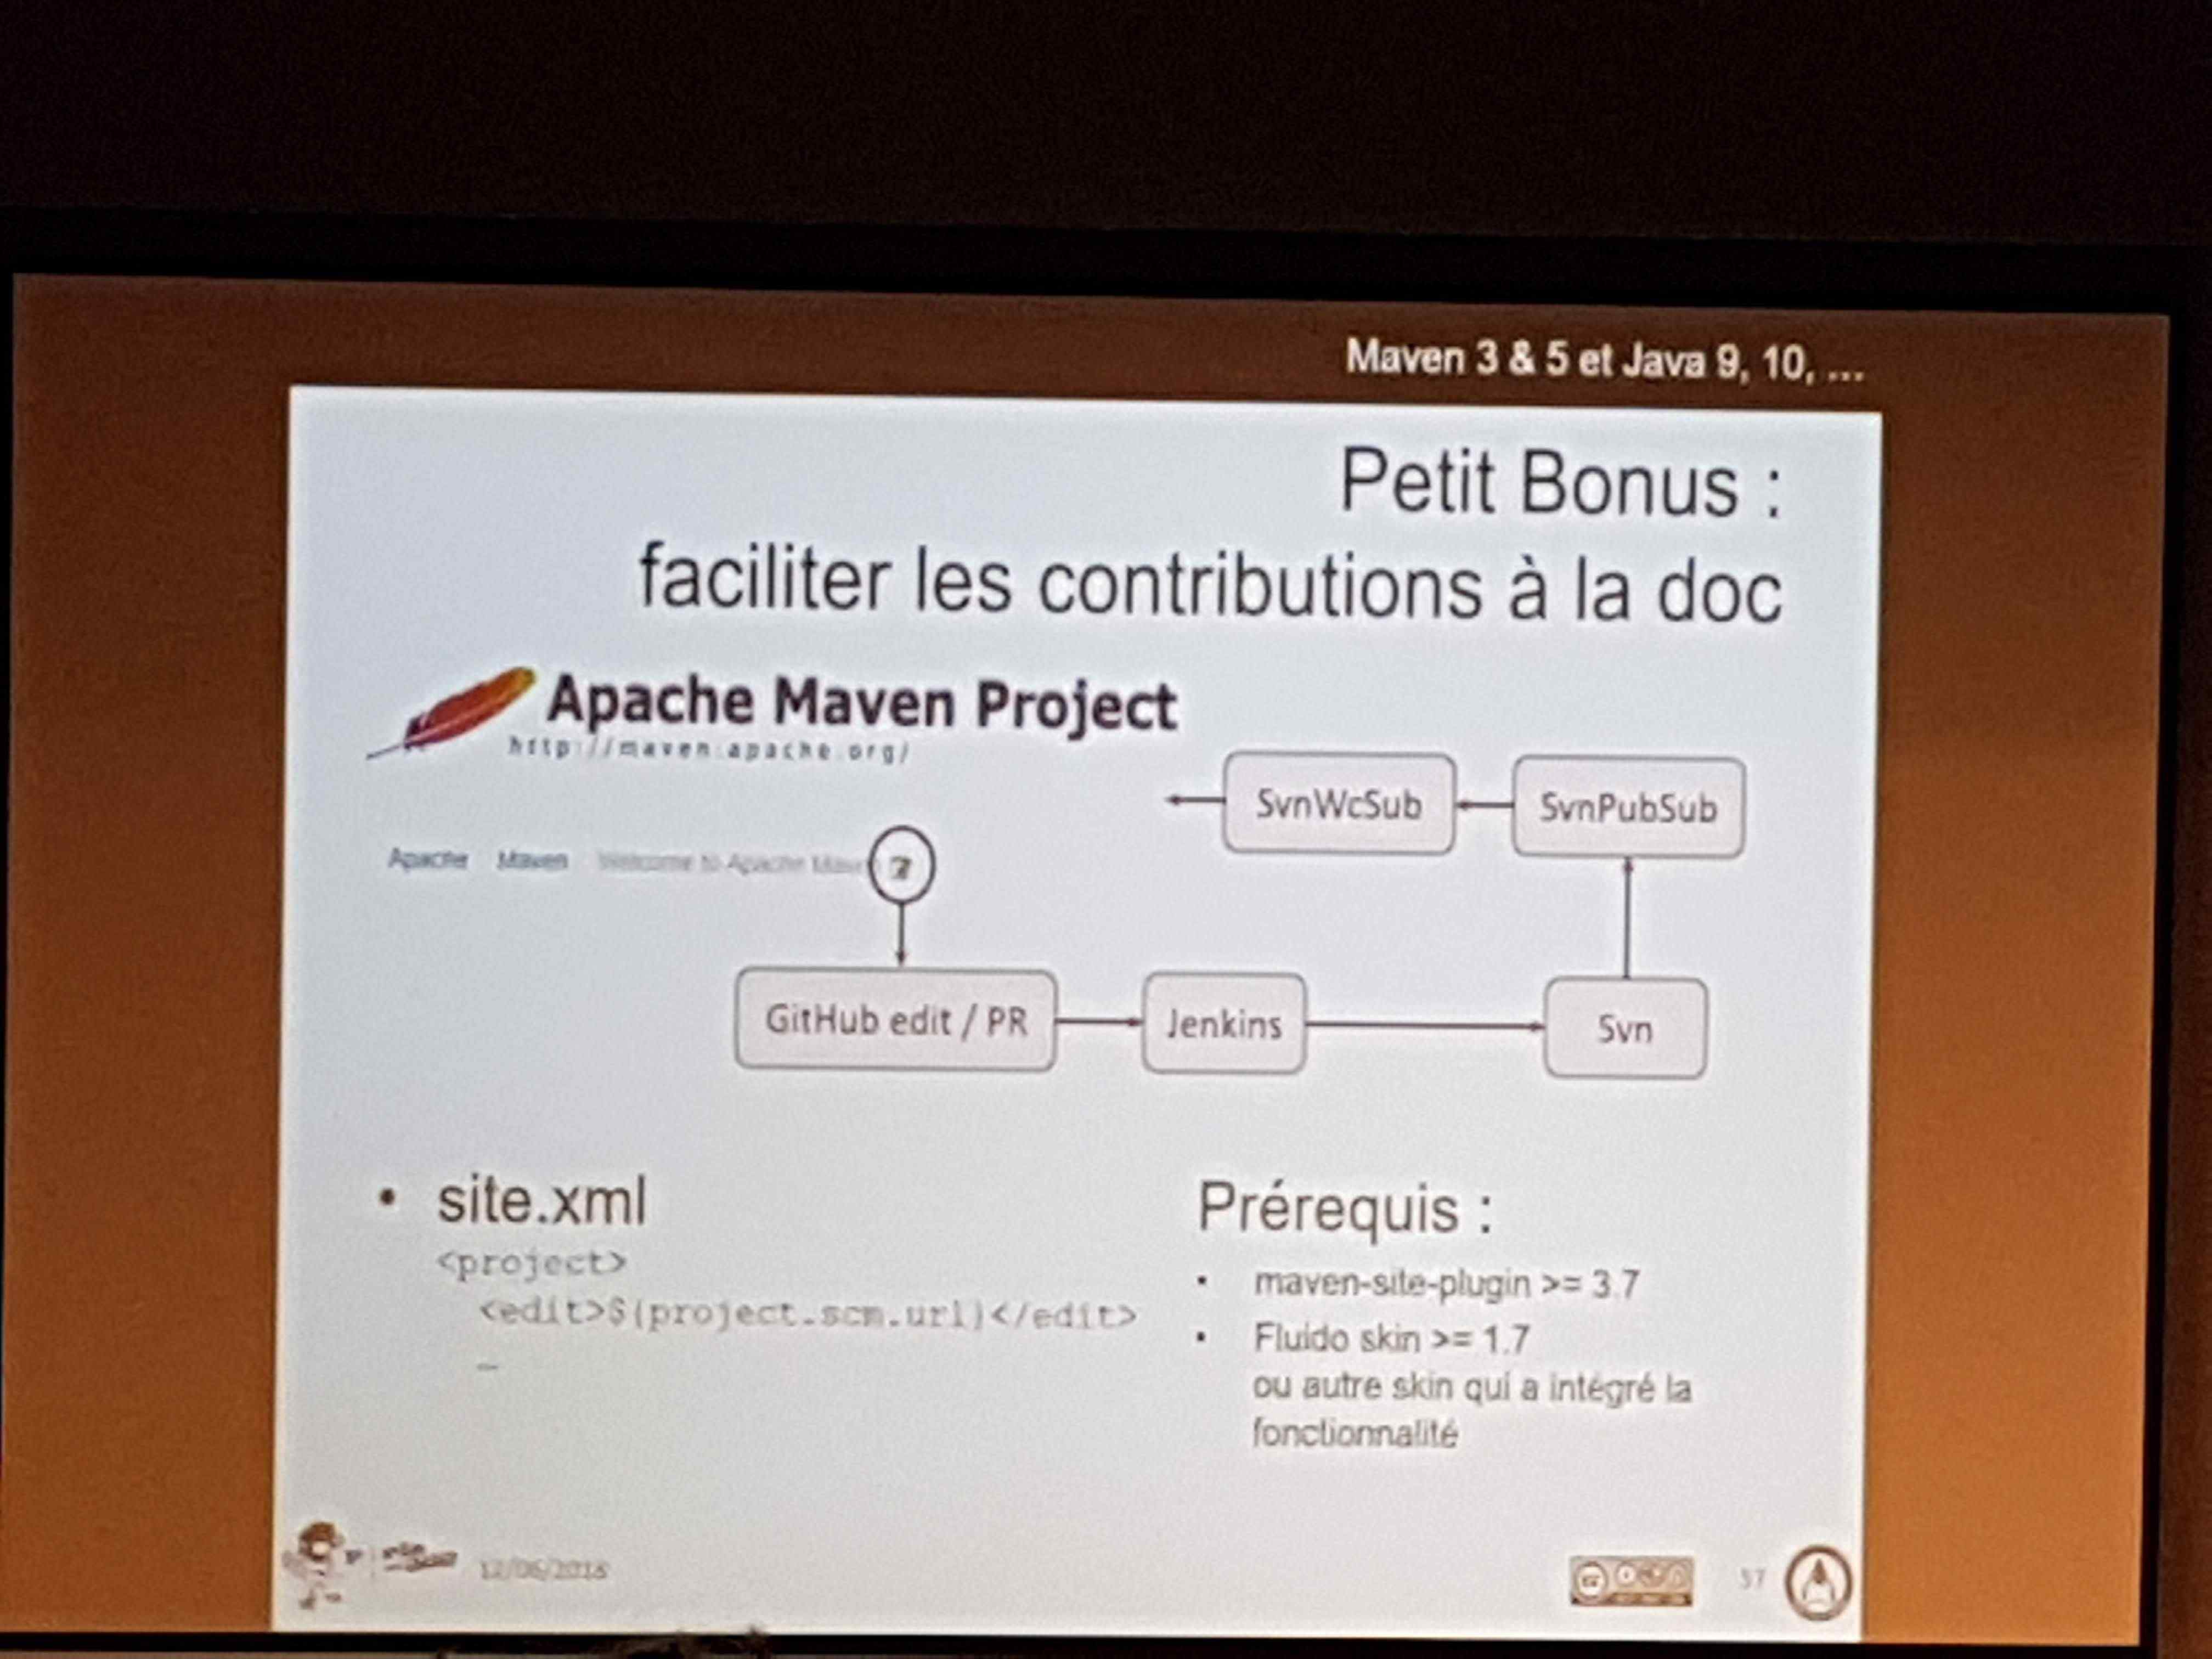 Maven 3 & 5 et Java 9, 10, ...
Petit Bonus :
faciliter les contributions à la doc
Apache Maven Project
http://maven.apache.org/
SvnWcSub
SvnPubSub
Apache Maven Welcome to Apache Maven
GitHub edit / PR
Jenkins
Svn
• site.xml
<project>
<edit>${project.scm.url}</edit>
Prérequis :
• maven-site-plugin >= 3.7
• Fluido skin >= 1.7
ou autre skin qui a intégré la
fonctionnalité
12/06/2018
37